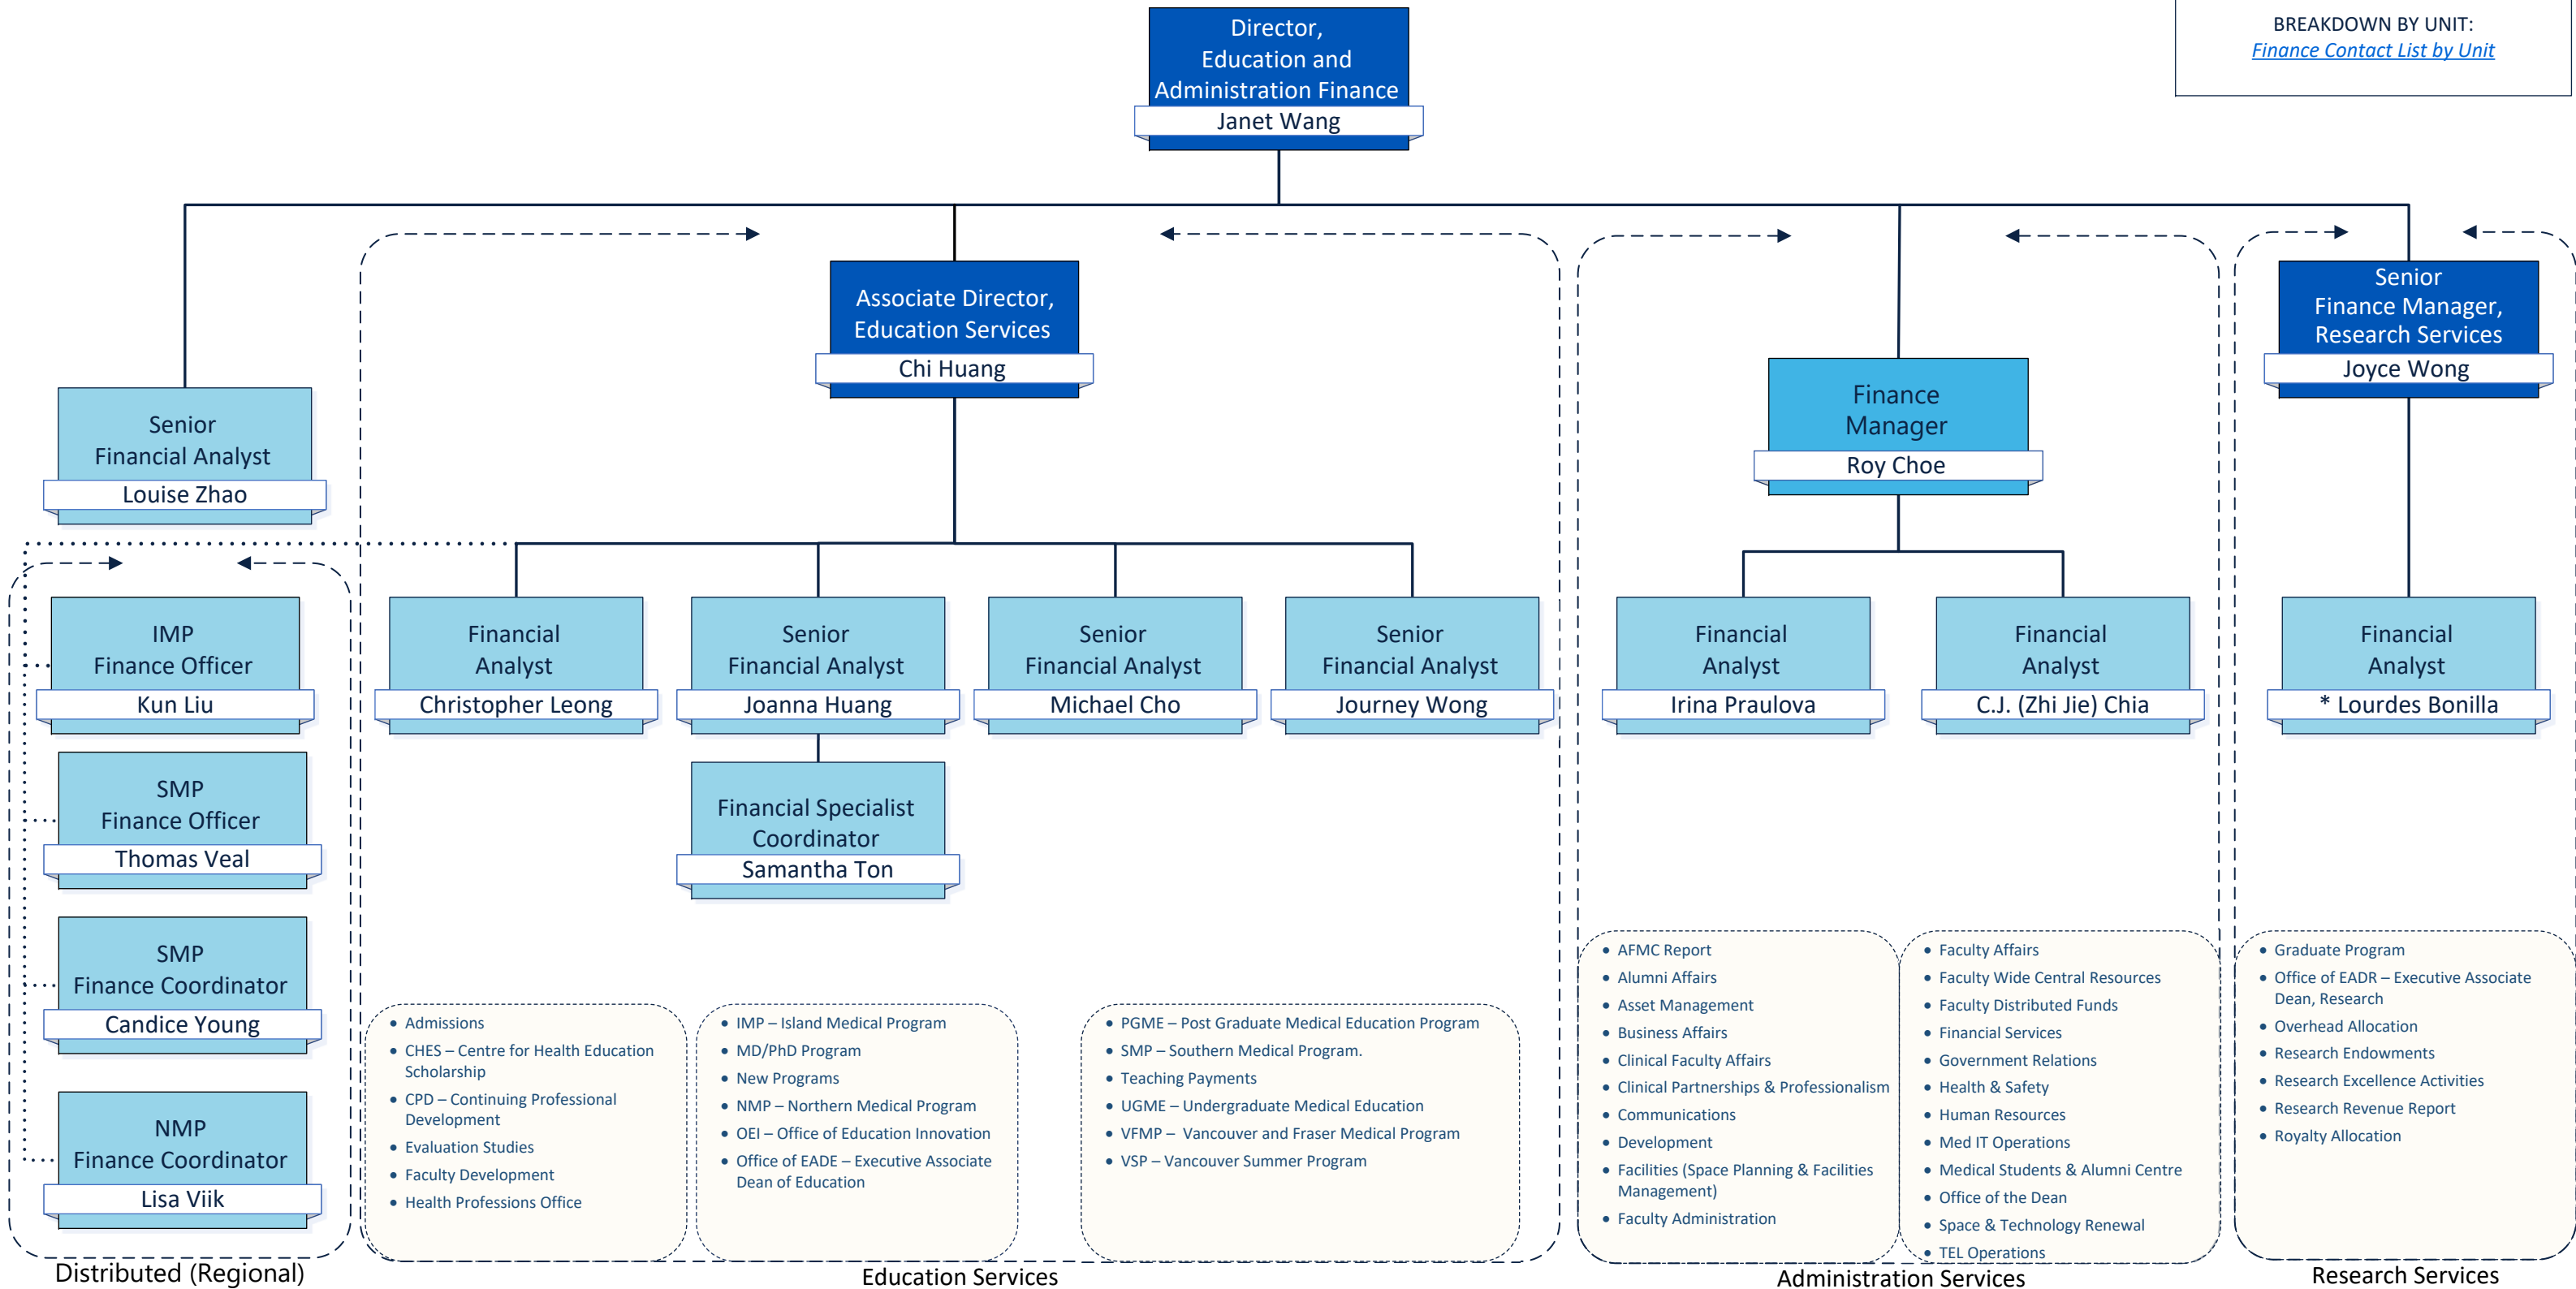 BREAKDOWN BY UNIT:
Finance Contact List by Unit
Director,
Education and
Administration Finance
Janet Wang
Associate Director,
Education Services
Chi Huang
Senior
Finance Manager,
Research Services
Joyce Wong
Finance
Manager
Roy Choe
Senior
Financial Analyst
Louise Zhao
IMP
Finance Officer
Kun Liu
SMP
Finance Officer
Thomas Veal
SMP
Finance Coordinator
Candice Young
NMP
Finance Coordinator
Lisa Viik
Distributed (Regional)
Financial
Analyst
Christopher Leong
Senior
Financial Analyst
Joanna Huang
Senior
Financial Analyst
Michael Cho
Senior
Financial Analyst
Journey Wong
Financial Specialist
Coordinator
Samantha Ton
• Admissions
• CHES – Centre for Health Education
Scholarship
• CPD – Continuing Professional
Development
• Evaluation Studies
• Faculty Development
• Health Professions Office
• IMP – Island Medical Program
• MD/PhD Program
• New Programs
• NMP – Northern Medical Program
• OEI – Office of Education Innovation
• Office of EADE – Executive Associate
Dean of Education
• PGME – Post Graduate Medical Education Program
• SMP – Southern Medical Program.
• Teaching Payments
• UGME – Undergraduate Medical Education
• VFMP – Vancouver and Fraser Medical Program
• VSP – Vancouver Summer Program
Education Services
Financial
Analyst
Irina Praulova
Financial
Analyst
C.J. (Zhi Jie) Chia
• AFMC Report
• Alumni Affairs
• Asset Management
• Business Affairs
• Clinical Faculty Affairs
• Clinical Partnerships & Professionalism
• Communications
• Development
• Facilities (Space Planning & Facilities
Management)
• Faculty Administration
• Faculty Affairs
• Faculty Wide Central Resources
• Faculty Distributed Funds
• Financial Services
• Government Relations
• Health & Safety
• Human Resources
• Med IT Operations
• Medical Students & Alumni Centre
• Office of the Dean
• Space & Technology Renewal
• TEL Operations
Administration Services
Financial
Analyst
* Lourdes Bonilla
• Graduate Program
• Office of EADR – Executive Associate
Dean, Research
• Overhead Allocation
• Research Endowments
• Research Excellence Activities
• Research Revenue Report
• Royalty Allocation
Research Services